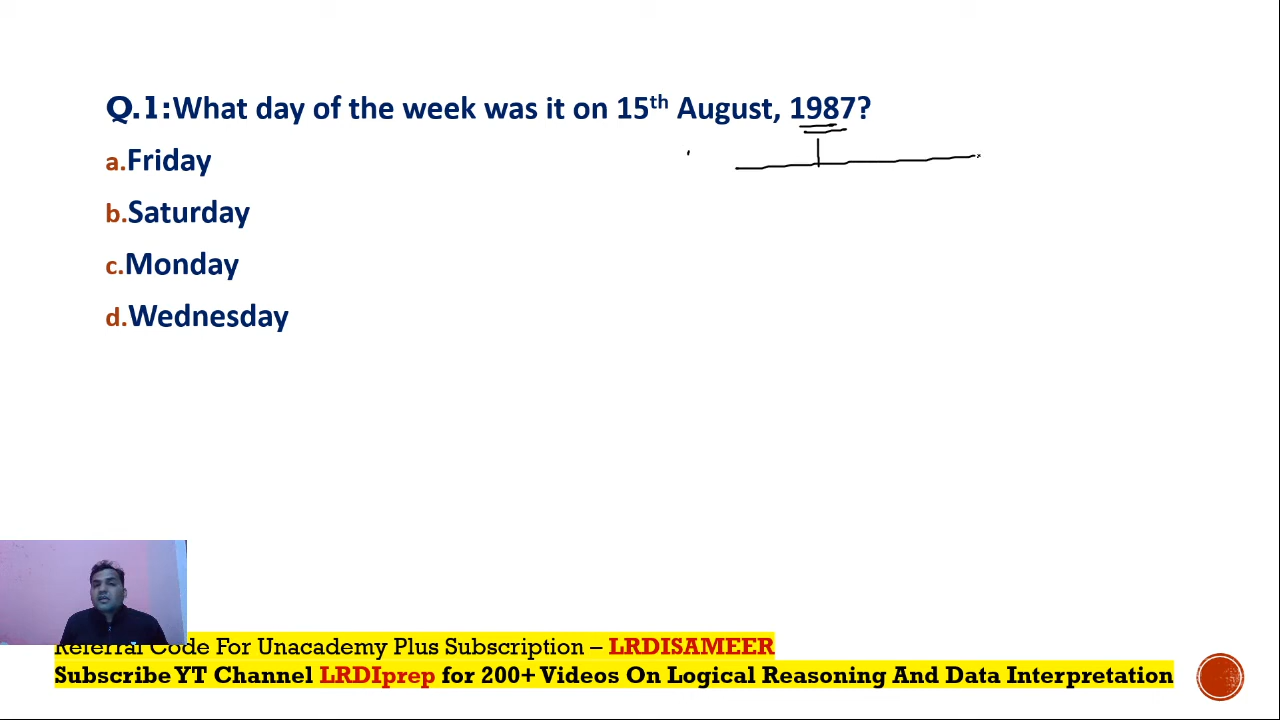 Q.1:What day of the week was it on 15th August, 1987?
a.Friday
b.Saturday
c.Monday
d.Wednesday
Referral Code For Unacademy Plus Subscription – LRDISAMEER
Subscribe YT Channel LRDIprep for 200+ Videos On Logical Reasoning And Data Interpretation